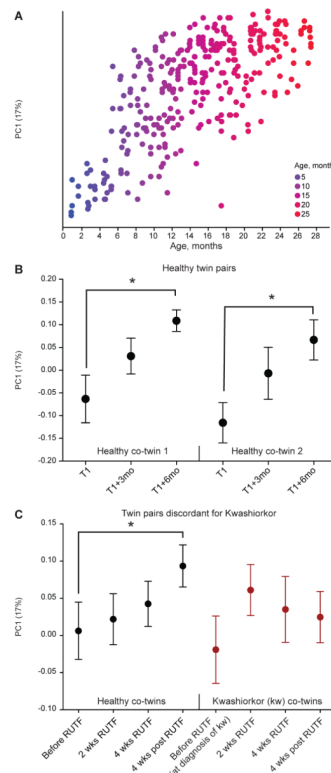 A
PC1 (17%)
Age, months
5
10
15
20
25
0 2 4 6 8 10 12 14 16 18 20 22 24 26 28
Age, months
B
Healthy twin pairs
PC1 (17%)
0.20
0.15
0.10
0.05
0.00
-0.05
-0.10
-0.15
-0.20
*
*
Healthy co-twin 1
Healthy co-twin 2
T1
T1+3mo
T1+6mo
T1
T1+3mo
T1+6mo
C
Twin pairs discordant for Kwashiorkor
PC1 (17%)
0.15
0.10
0.05
0.00
-0.05
-0.10
*
Healthy co-twins
Kwashiorkor (kw) co-twins
Before RUTF
2 wks RUTF
4 wks RUTF
4 wks post RUTF
Before RUTF
(at diagnosis of kw)
2 wks RUTF
4 wks RUTF
4 wks post RUTF